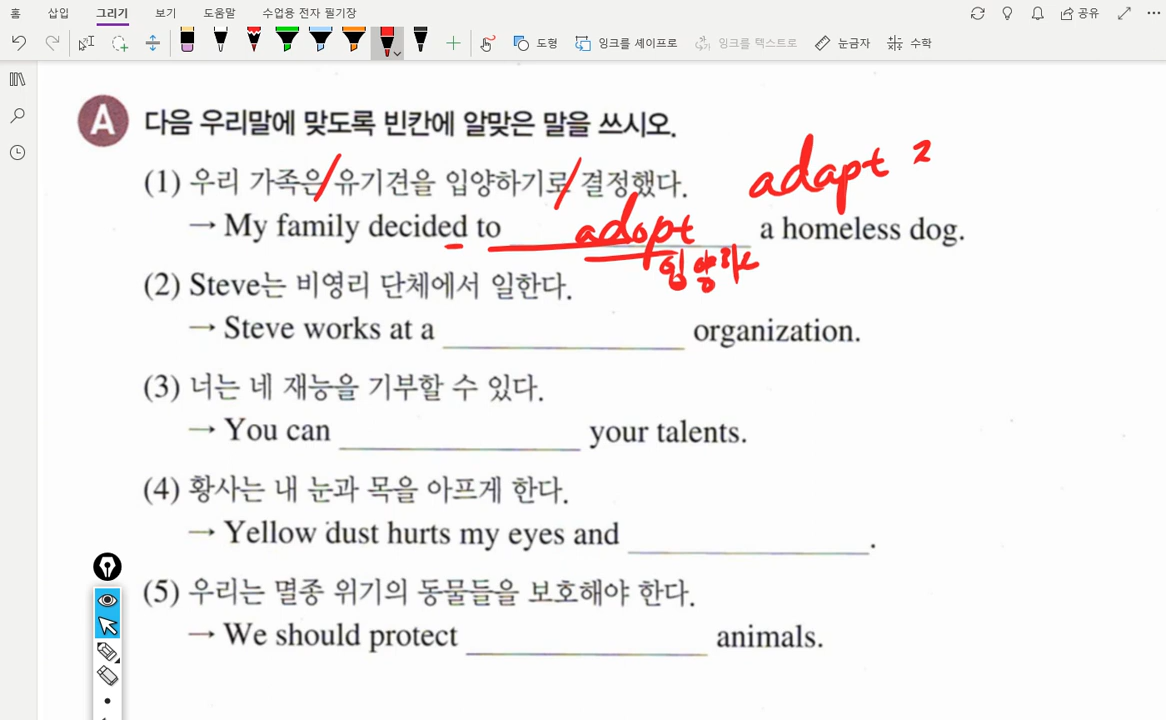 홈 삽입 그리기 보기 도움말 수업용 전자 필기장
공유
도형 잉크를 셰이프로 잉크를 텍스트로 눈금자 수학
A 다음 우리말에 맞도록 빈칸에 알맞은 말을 쓰시오.
(1) 우리 가족은/유기견을 입양하기로/결정했다. adapt
→ My family decided to adopt a homeless dog.
입양하
(2) Steve는 비영리 단체에서 일한다.
→ Steve works at a ____ organization.
(3) 너는 네 재능을 기부할 수 있다.
→ You can ____ your talents.
(4) 황사는 내 눈과 목을 아프게 한다.
→ Yellow dust hurts my eyes and ____.
(5) 우리는 멸종 위기의 동물들을 보호해야 한다.
→ We should protect ____ animals.